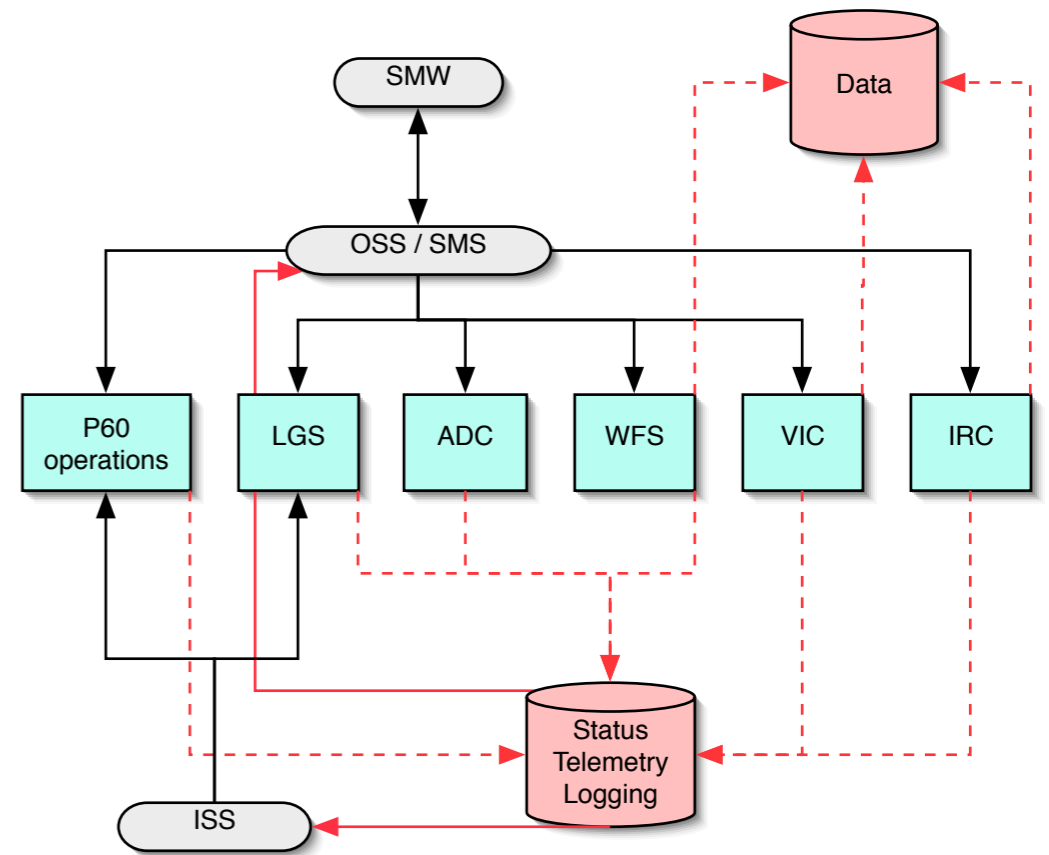 SMW
Data
OSS / SMS
P60
operations
LGS
ADC
WFS
VIC
IRC
Status
Telemetry
Logging
ISS